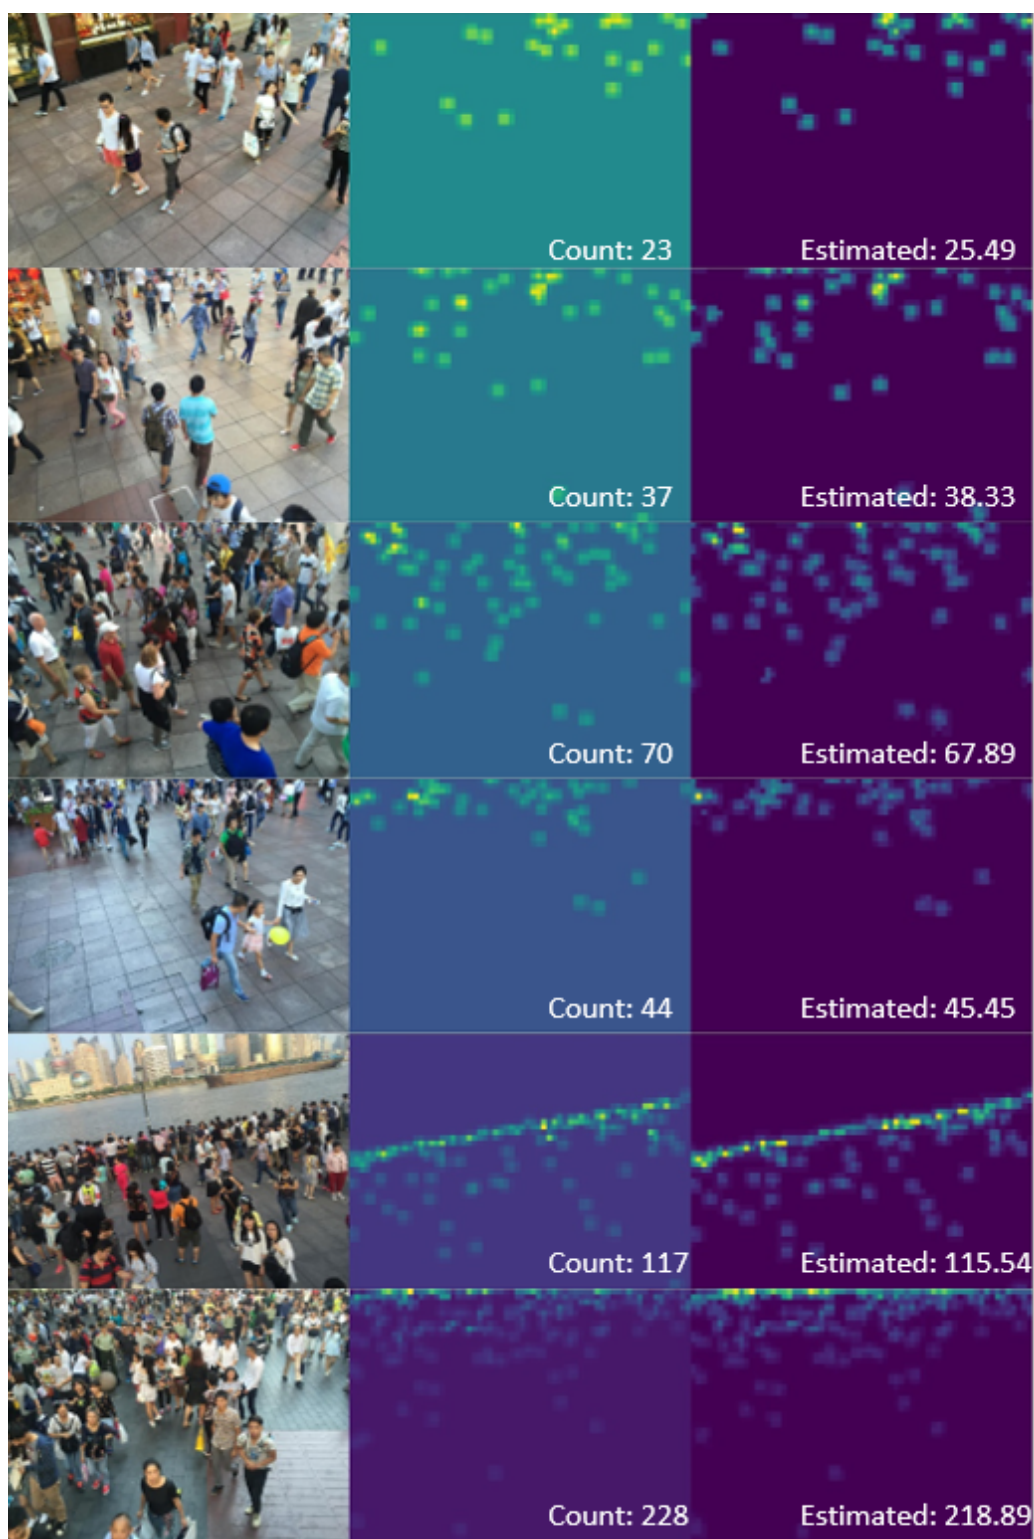 Count: 23
Estimated: 25.49
Count: 37
Estimated: 38.33
Count: 70
Estimated: 67.89
Count: 44
Estimated: 45.45
Count: 117
Estimated: 115.54
Count: 228
Estimated: 218.89